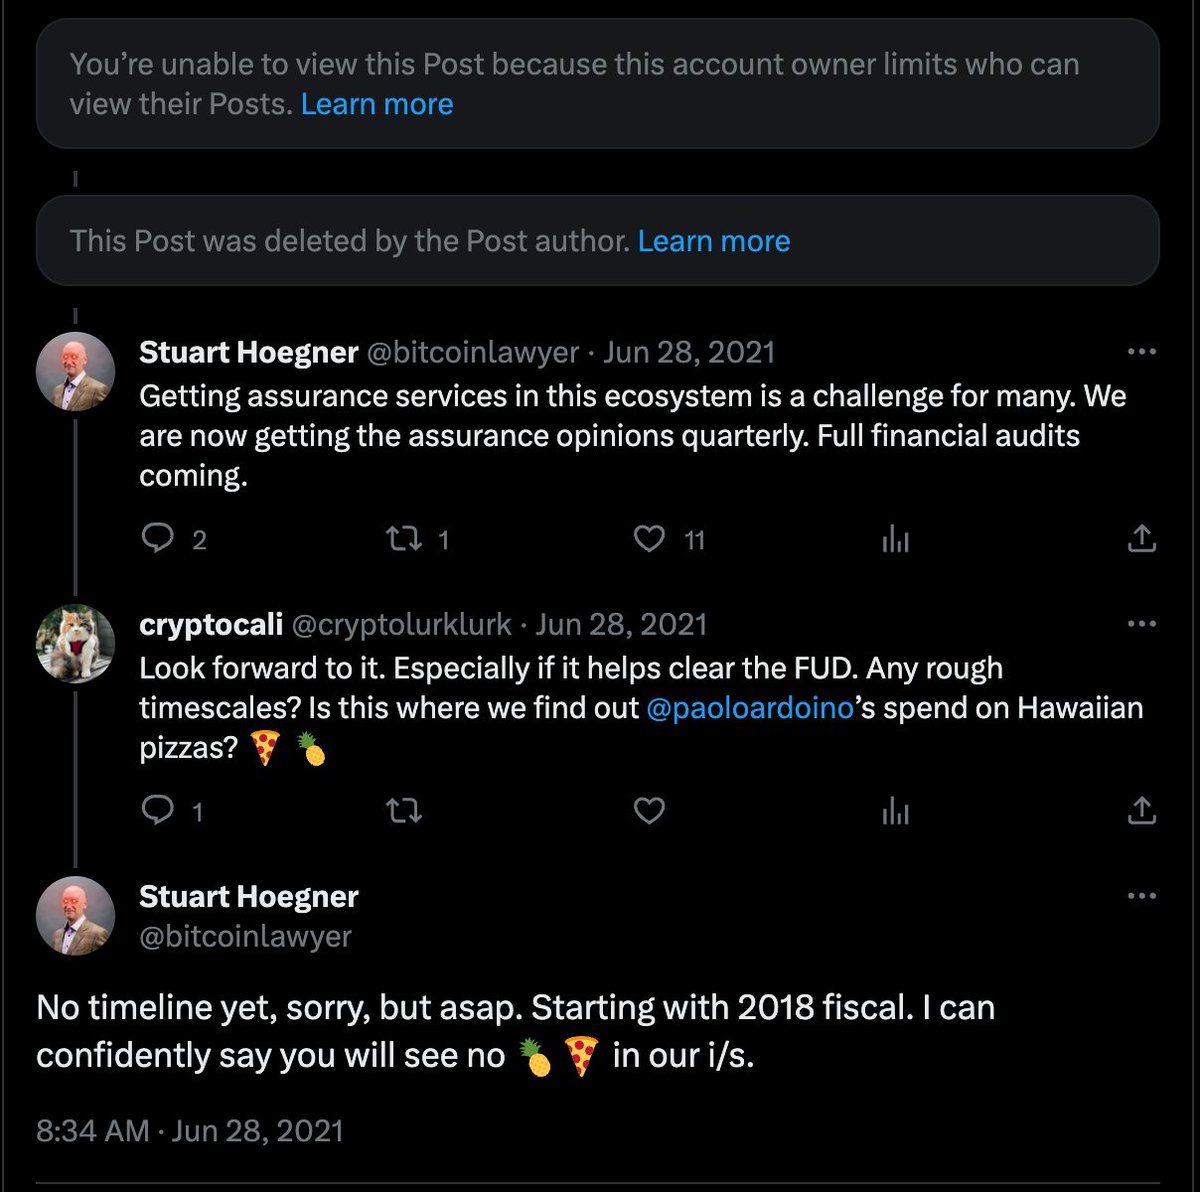 You’re unable to view this Post because this account owner limits who can
view their Posts. Learn more
This Post was deleted by the Post author. Learn more
Stuart Hoegner @bitcoinlawyer · Jun 28, 2021
Getting assurance services in this ecosystem is a challenge for many. We
are now getting the assurance opinions quarterly. Full financial audits
coming.
2 1 11
cryptocali @cryptolurklurk · Jun 28, 2021
Look forward to it. Especially if it helps clear the FUD. Any rough
timescales? Is this where we find out @paoloardoino’s spend on Hawaiian
pizzas? 🍕 🍍
1
Stuart Hoegner
@bitcoinlawyer
No timeline yet, sorry, but asap. Starting with 2018 fiscal. I can
confidently say you will see no 🍍 🍕 in our i/s.
8:34 AM · Jun 28, 2021